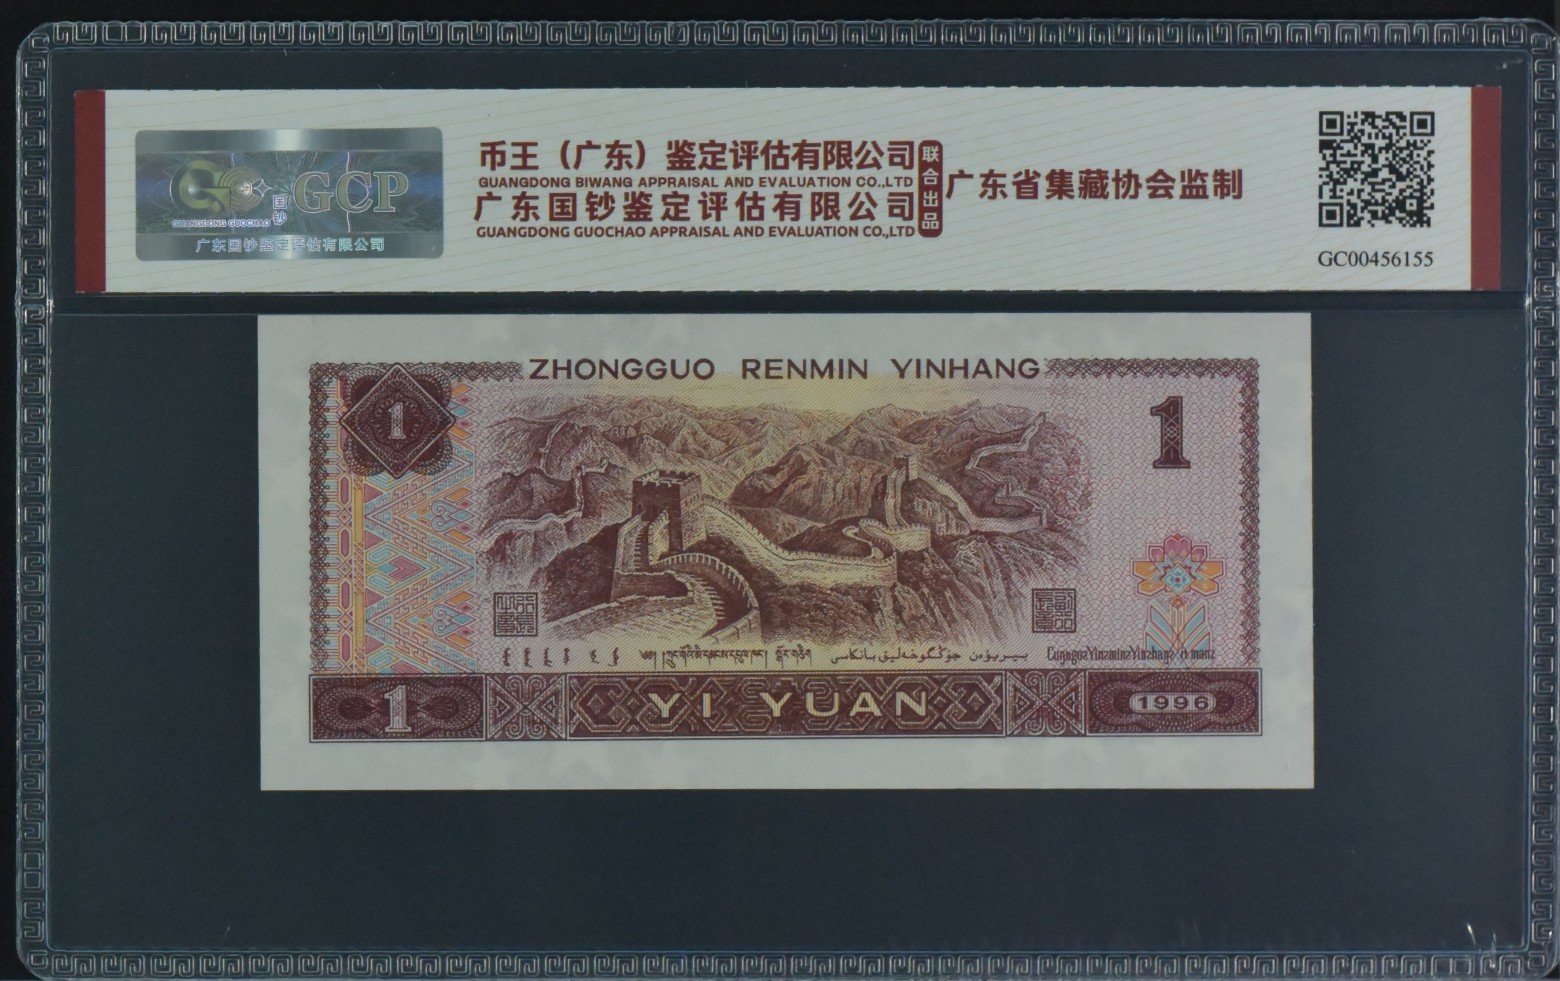 币王（广东）鉴定评估有限公司
GUANGDONG BIWANG APPRAISAL AND EVALUATION CO.,LTD
广东国钞鉴定评估有限公司
GUANGDONG GUOCHAO APPRAISAL AND EVALUATION CO.,LTD
联合出品
广东省集藏协会监制
GC00456155
GCP
国钞
GUANGDONG GUOCHAO
广东国钞鉴定评估有限公司
ZHONGGUO RENMIN YINHANG
1
1
1
YI YUAN
1996